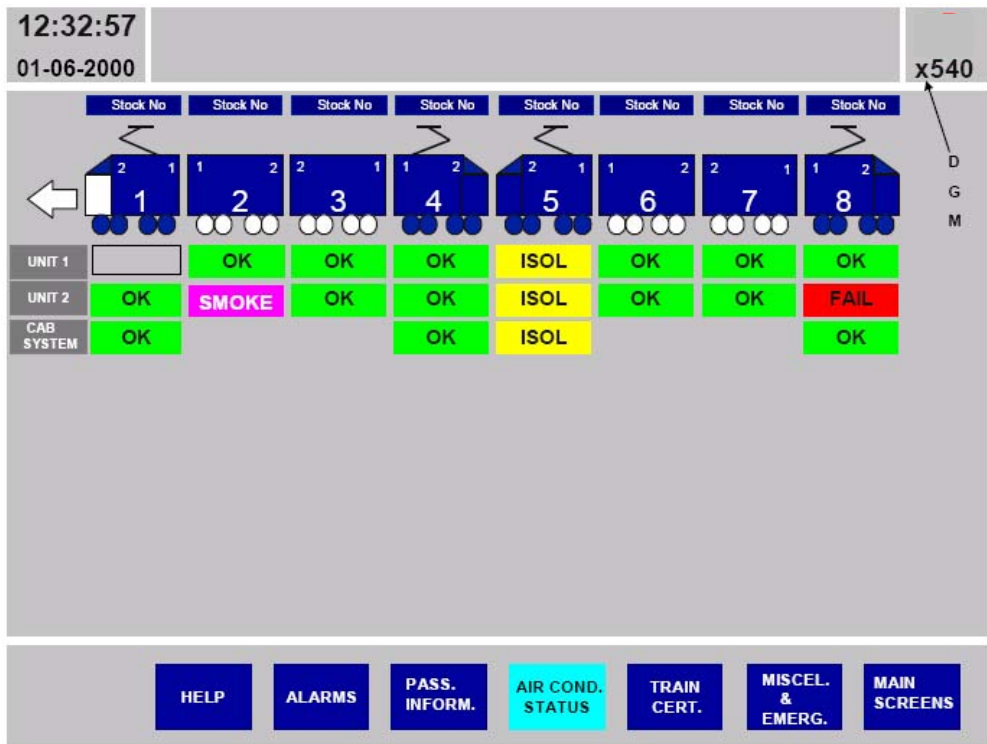 12:32:57
01-06-2000
x540
Stock No Stock No Stock No Stock No Stock No Stock No Stock No Stock No
2 1 1 2 2 1 1 2 2 1 1 2 2 1 1 2
1 2 3 4 5 6 7 8
D
G
M
UNIT 1 OK OK OK ISOL OK OK OK
UNIT 2 OK SMOKE OK OK ISOL OK OK FAIL
CAB
SYSTEM OK OK ISOL OK
HELP
ALARMS
PASS.
INFORM.
AIR COND.
STATUS
TRAIN
CERT.
MISCEL.
&
EMERG.
MAIN
SCREENS